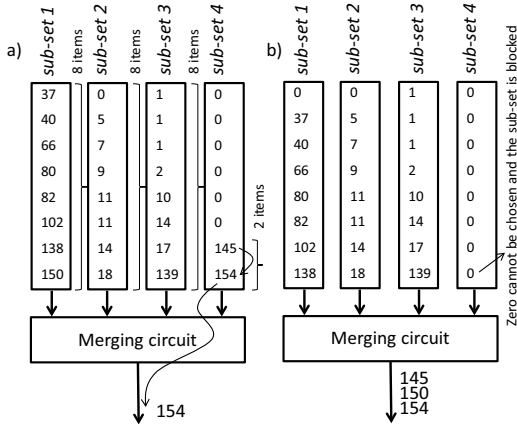 a)
sub-set 1
8 items
sub-set 2
8 items
sub-set 3
8 items
sub-set 4
37 0 1 0
40 5 1 0
66 7 1 0
80 9 2 0
82 11 10 0
102 11 14 0
138 14 17 145
150 18 139 154
2 items
Merging circuit
154
b)
sub-set 1
sub-set 2
sub-set 3
sub-set 4
0 0 1 0
37 5 1 0
40 7 1 0
66 9 2 0
80 11 10 0
82 11 14 0
102 14 17 0
138 18 139 0
Zero cannot be chosen and the sub-set is blocked
Merging circuit
145
150
154